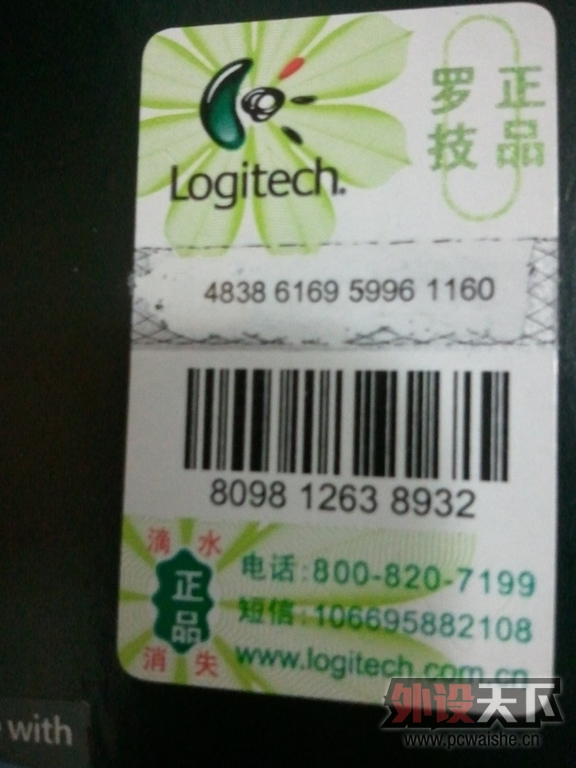 Logitech.
正品
罗技
4838 6169 5996 1160
8098 1263 8932
滴水
正品
消失
电话:800-820-7199
短信:106695882108
www.logitech.com.cn
with
外设天下
www.pcwaishe.cn